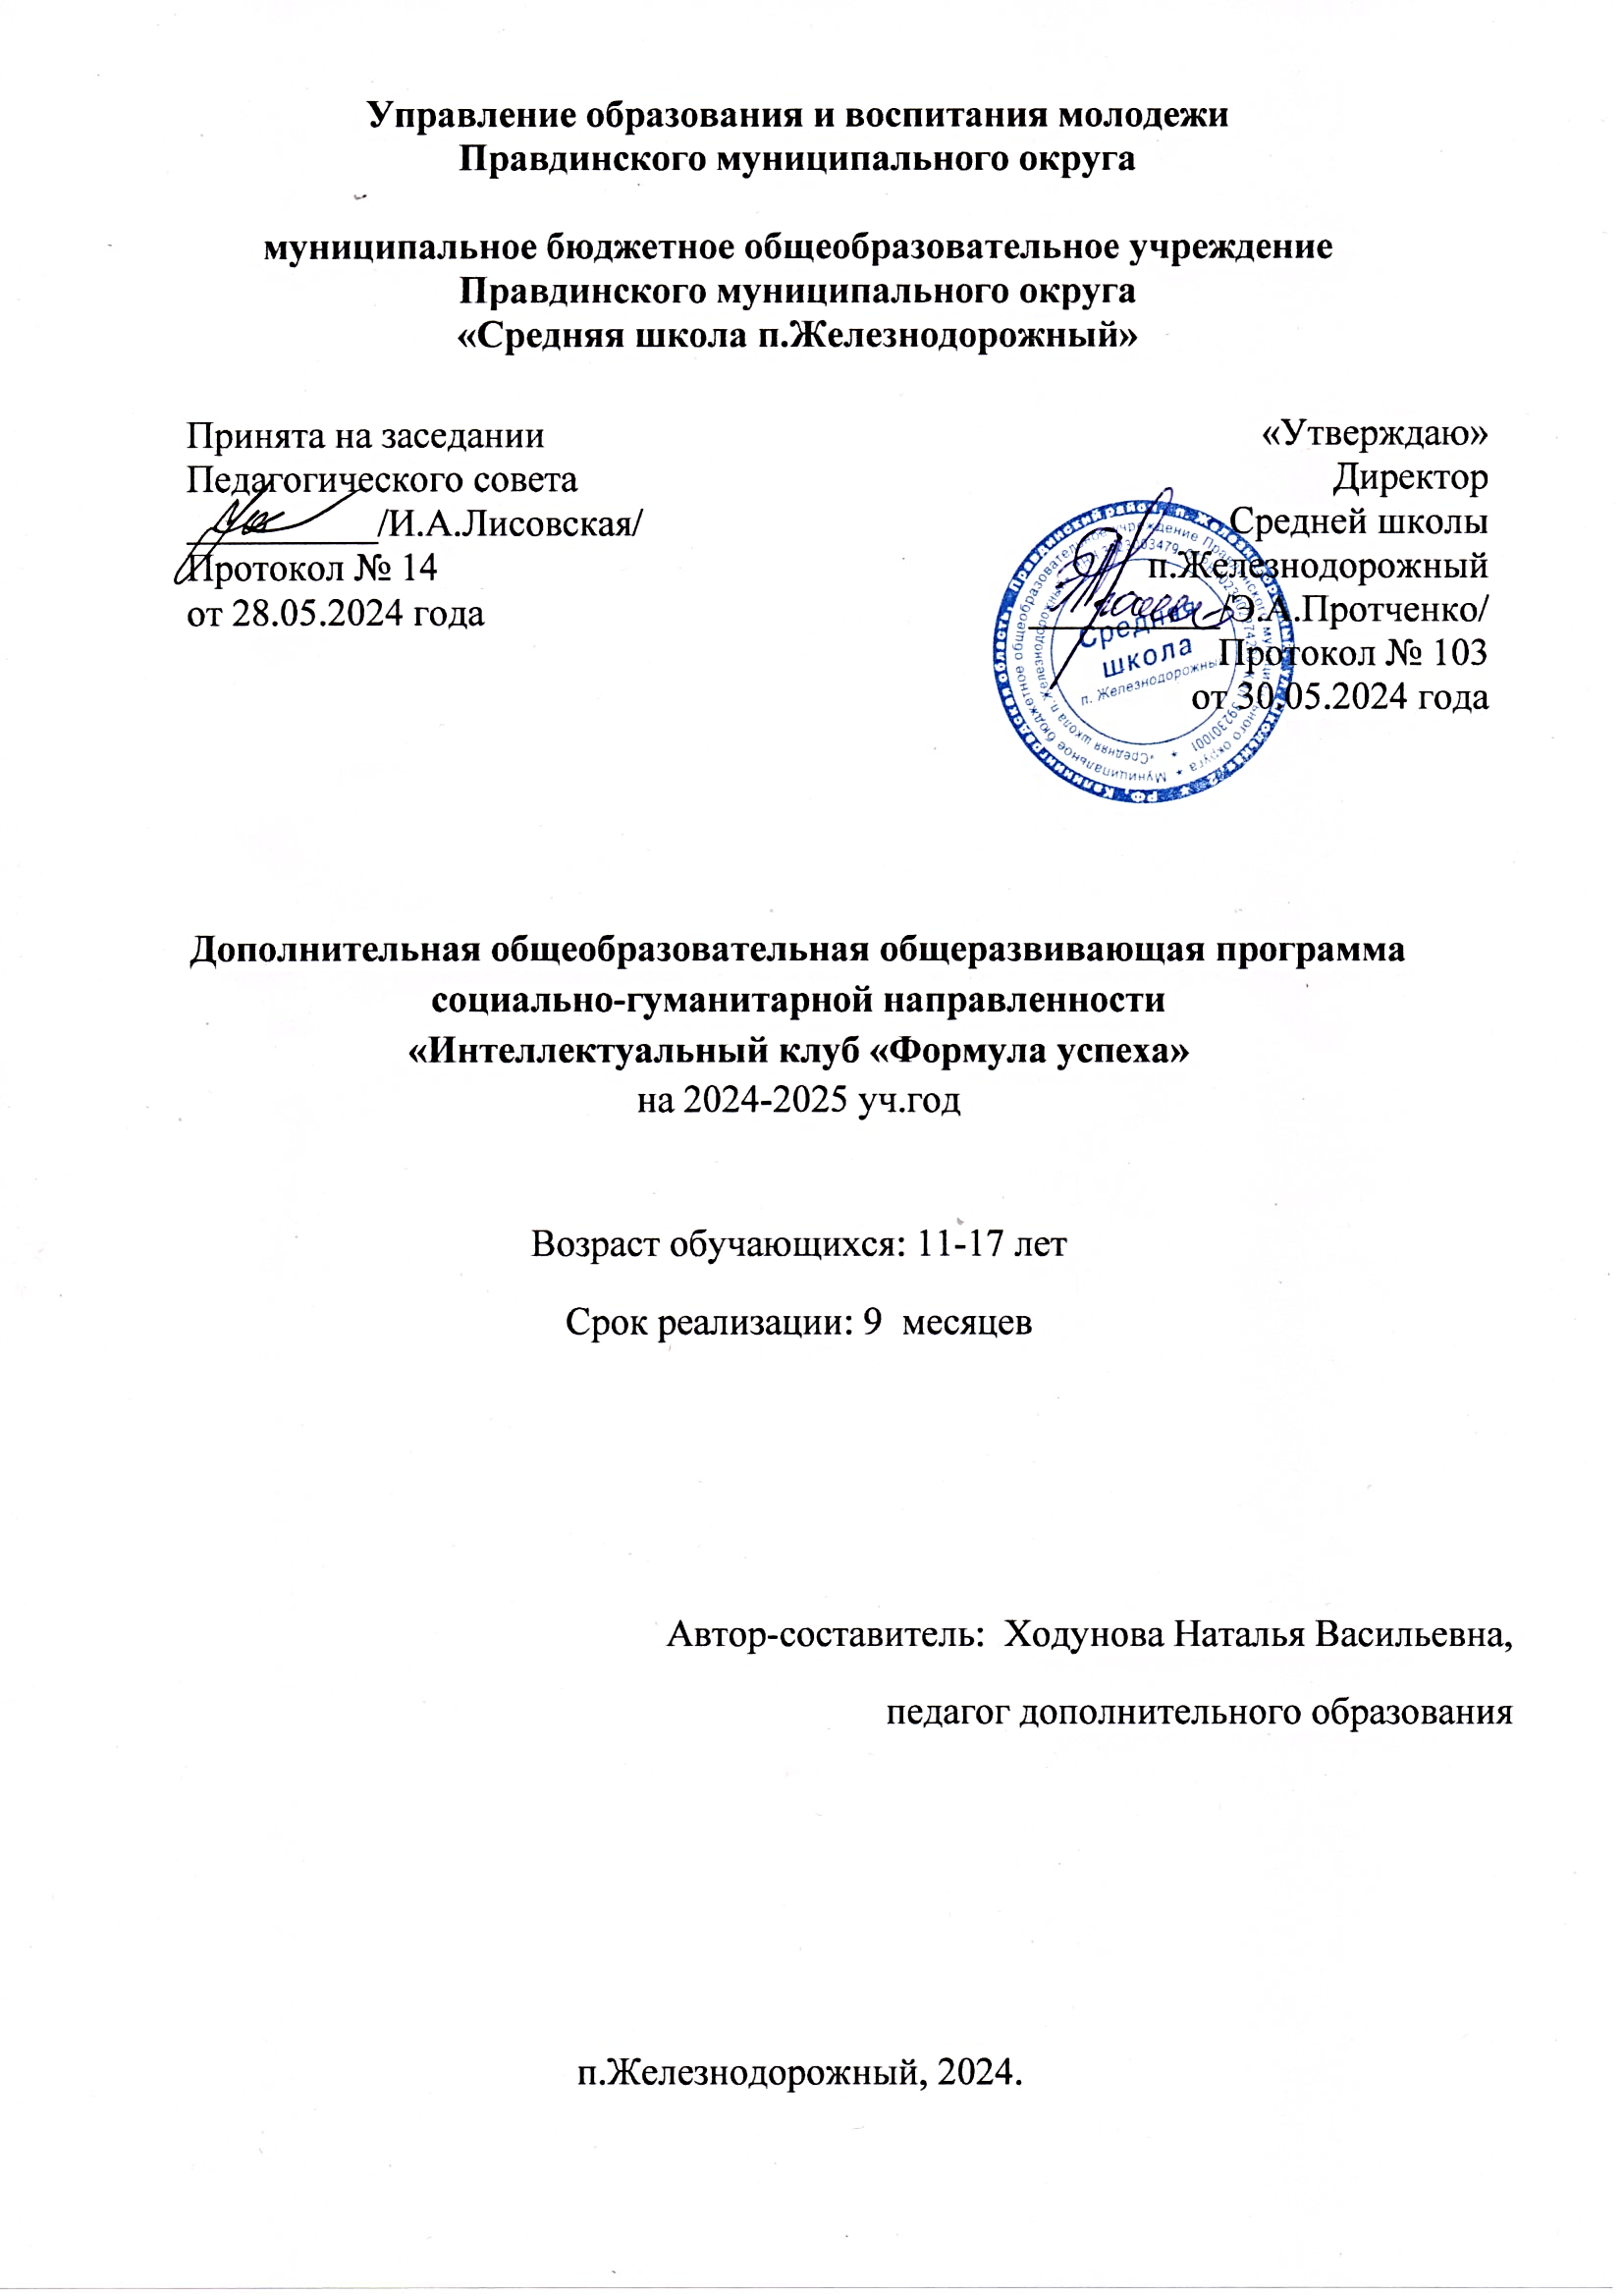 Управление образования и воспитания молодежи
Правдинского муниципального округа
муниципальное бюджетное общеобразовательное учреждение
Правдинского муниципального округа
«Средняя школа п.Железнодорожный»
Принята на заседании
Педагогического совета
/И.А.Лисовская/
Протокол № 14
от 28.05.2024 года
«Утверждаю»
Директор
Средней школы
п.Железнодорожный
/Э.А.Протченко/
Протокол № 103
от 30.05.2024 года
Средняя
школа
п. Железнодорожный
Дополнительная общеобразовательная общеразвивающая программа
социально-гуманитарной направленности
«Интеллектуальный клуб «Формула успеха»
на 2024-2025 уч.год
Возраст обучающихся: 11-17 лет
Срок реализации: 9 месяцев
Автор-составитель: Ходунова Наталья Васильевна,
педагог дополнительного образования
п.Железнодорожный, 2024.